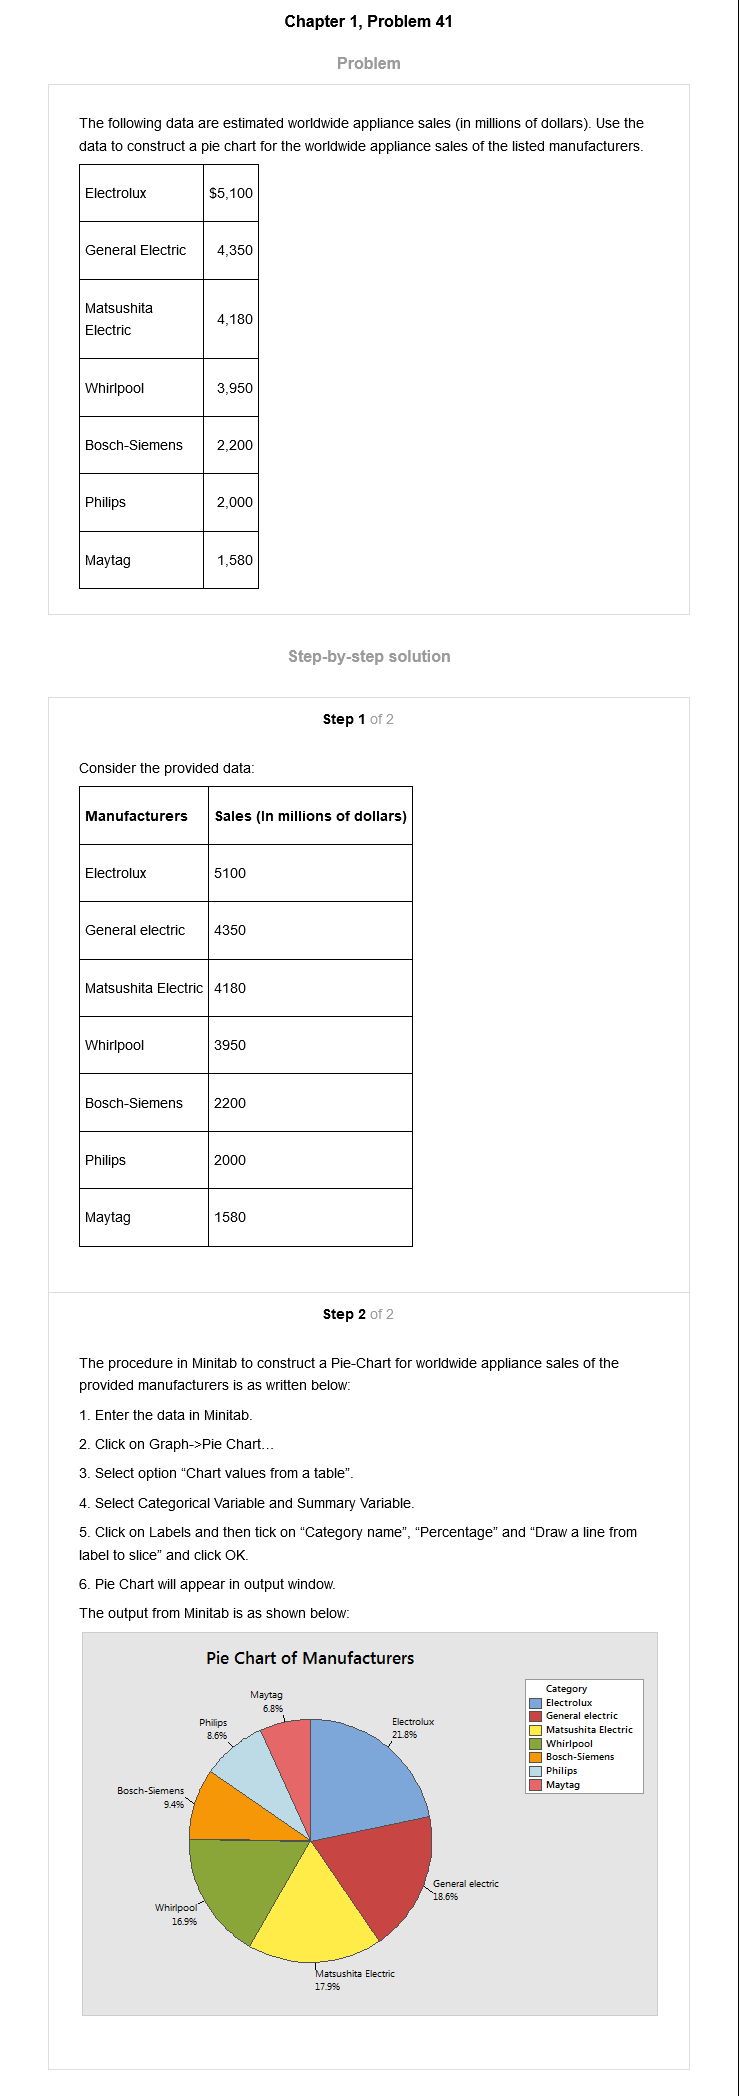 Chapter 1, Problem 41
Problem
The following data are estimated worldwide appliance sales (in millions of dollars). Use the
data to construct a pie chart for the worldwide appliance sales of the listed manufacturers.
Electrolux $5,100
General Electric 4,350
Matsushita
Electric 4,180
Whirlpool 3,950
Bosch-Siemens 2,200
Philips 2,000
Maytag 1,580
Step-by-step solution
Step 1 of 2
Consider the provided data:
Manufacturers Sales (In millions of dollars)
Electrolux 5100
General electric 4350
Matsushita Electric 4180
Whirlpool 3950
Bosch-Siemens 2200
Philips 2000
Maytag 1580
Step 2 of 2
The procedure in Minitab to construct a Pie-Chart for worldwide appliance sales of the
provided manufacturers is as written below:
1. Enter the data in Minitab.
2. Click on Graph->Pie Chart…
3. Select option “Chart values from a table”.
4. Select Categorical Variable and Summary Variable.
5. Click on Labels and then tick on “Category name”, “Percentage” and “Draw a line from
label to slice” and click OK.
6. Pie Chart will appear in output window.
The output from Minitab is as shown below:
Pie Chart of Manufacturers
Category
Electrolux
General electric
Matsushita Electric
Whirlpool
Bosch-Siemens
Philips
Maytag
Maytag
6.8%
Philips
8.6%
Electrolux
21.8%
Bosch-Siemens
9.4%
General electric
18.6%
Whirlpool
16.9%
Matsushita Electric
17.9%